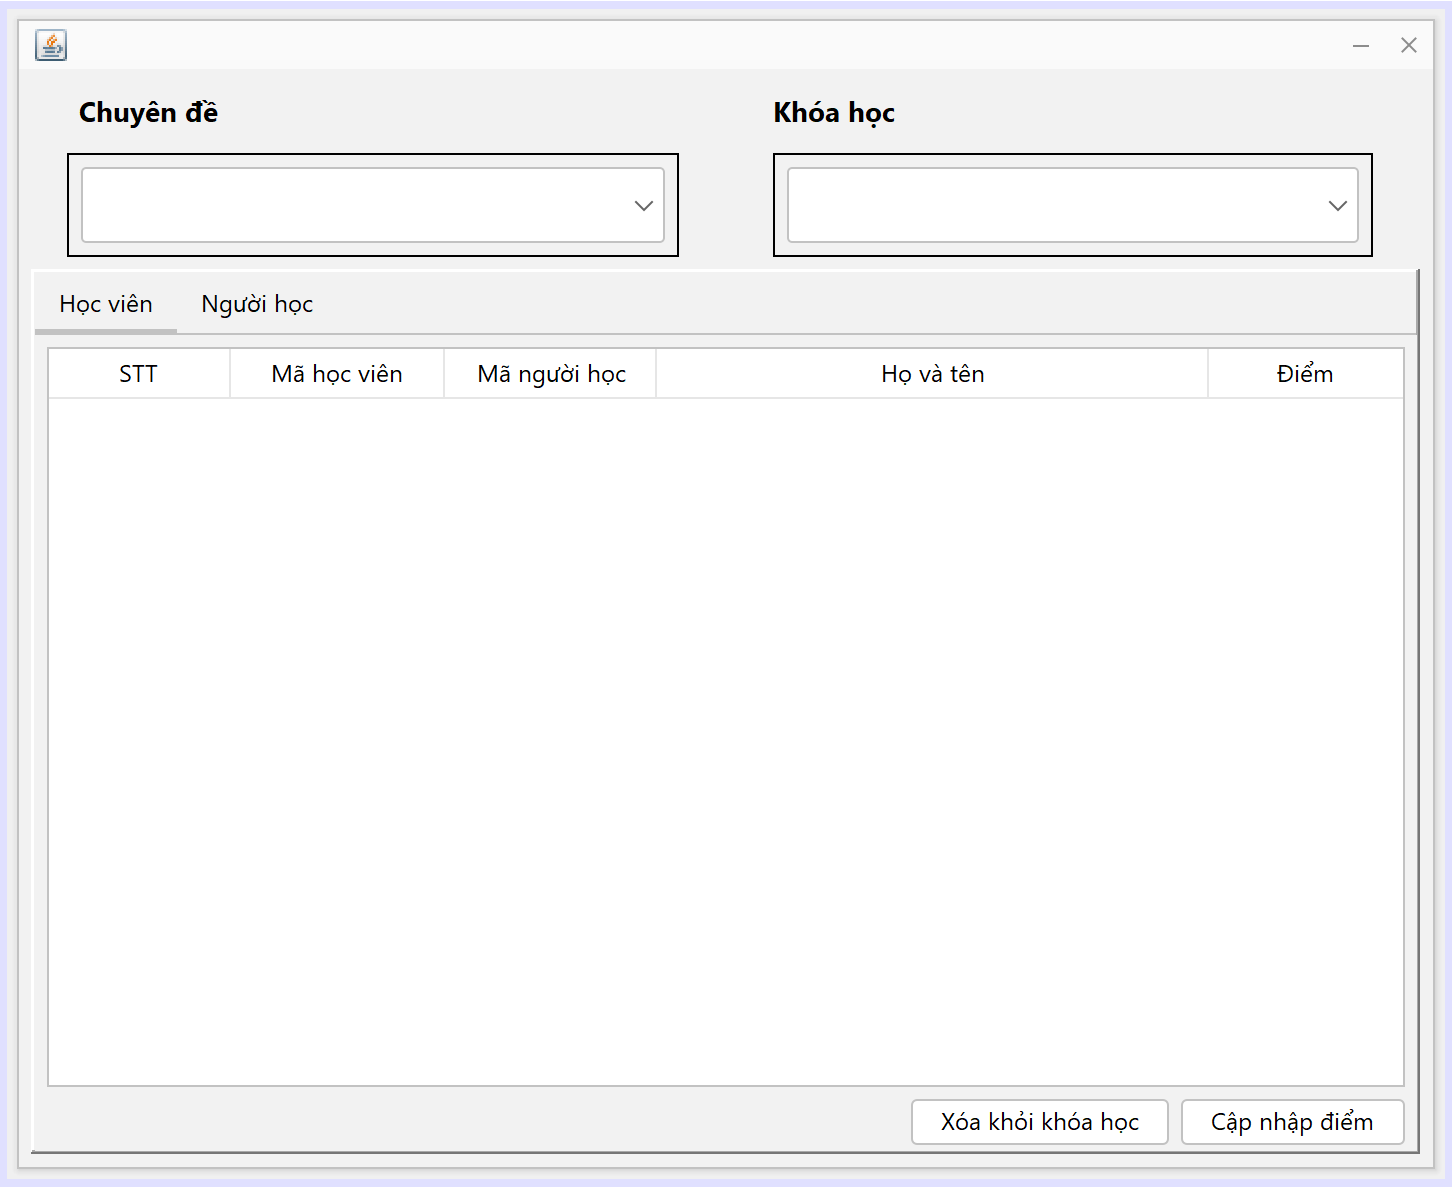 Chuyên đề Khóa học
Học viên Người học
STT Mã học viên Mã người học Họ và tên Điểm
Xóa khỏi khóa học Cập nhập điểm